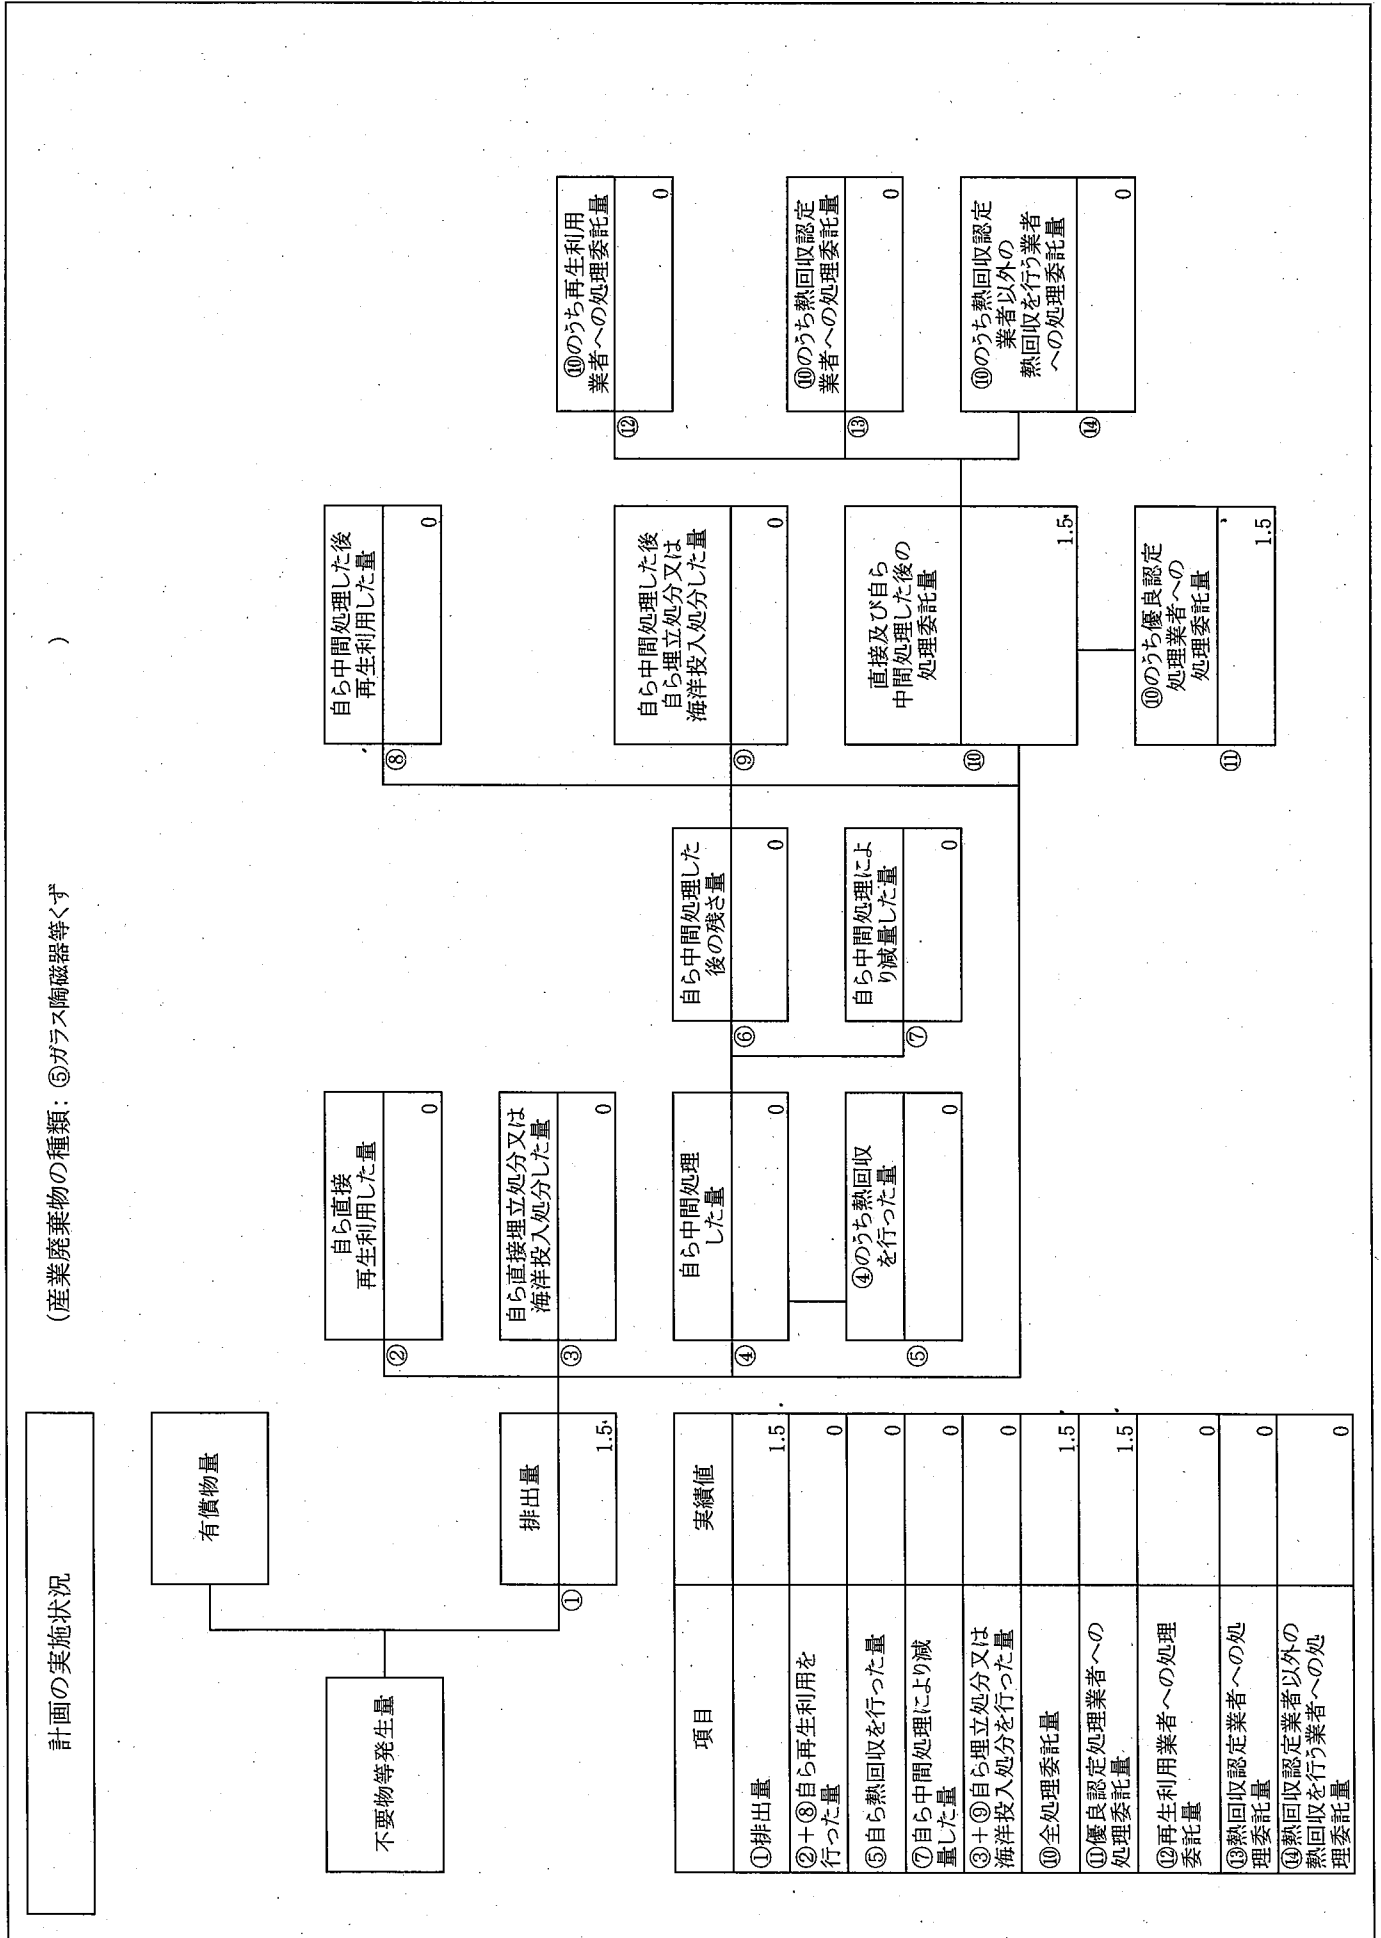 計画の実施状況
(産業廃棄物の種類:⑤ガラス陶磁器等くず
)
不要物等発生量
有償物量
排出量
①
1.5
自ら直接
再生利用した量
②
0
自ら直接埋立処分又は
海洋投入処分した量
③
0
自ら中間処理
した量
④
0
④のうち熱回収
を行った量
⑤
0
自ら中間処理した
後の残さ量
⑥
0
自ら中間処理によ
り減量した量
⑦
0
自ら中間処理した後
再生利用した量
⑧
0
自ら中間処理した後
自ら埋立処分又は
海洋投入処分した量
⑨
0
直接及び自ら
中間処理した後の
処理委託量
⑩
1.5
⑩のうち優良認定
処理業者への
処理委託量
⑪
1.5
⑩のうち再生利用
業者への処理委託量
⑫
0
⑩のうち熱回収認定
業者への処理委託量
⑬
0
⑩のうち熱回収認定
業者以外の
熱回収を行う業者
への処理委託量
⑭
0
項目 実績値
①排出量 1.5
②+⑧自ら再生利用を
行った量 0
⑤自ら熱回収を行った量 0
⑦自ら中間処理により減
量した量 0
③+⑨自ら埋立処分又は
海洋投入処分を行った量 0
⑩全処理委託量 1.5
⑪優良認定処理業者への
処理委託量 1.5
⑫再生利用業者への処理
委託量 0
⑬熱回収認定業者への処
理委託量 0
⑭熱回収認定業者以外の
熱回収を行う業者への処
理委託量 0